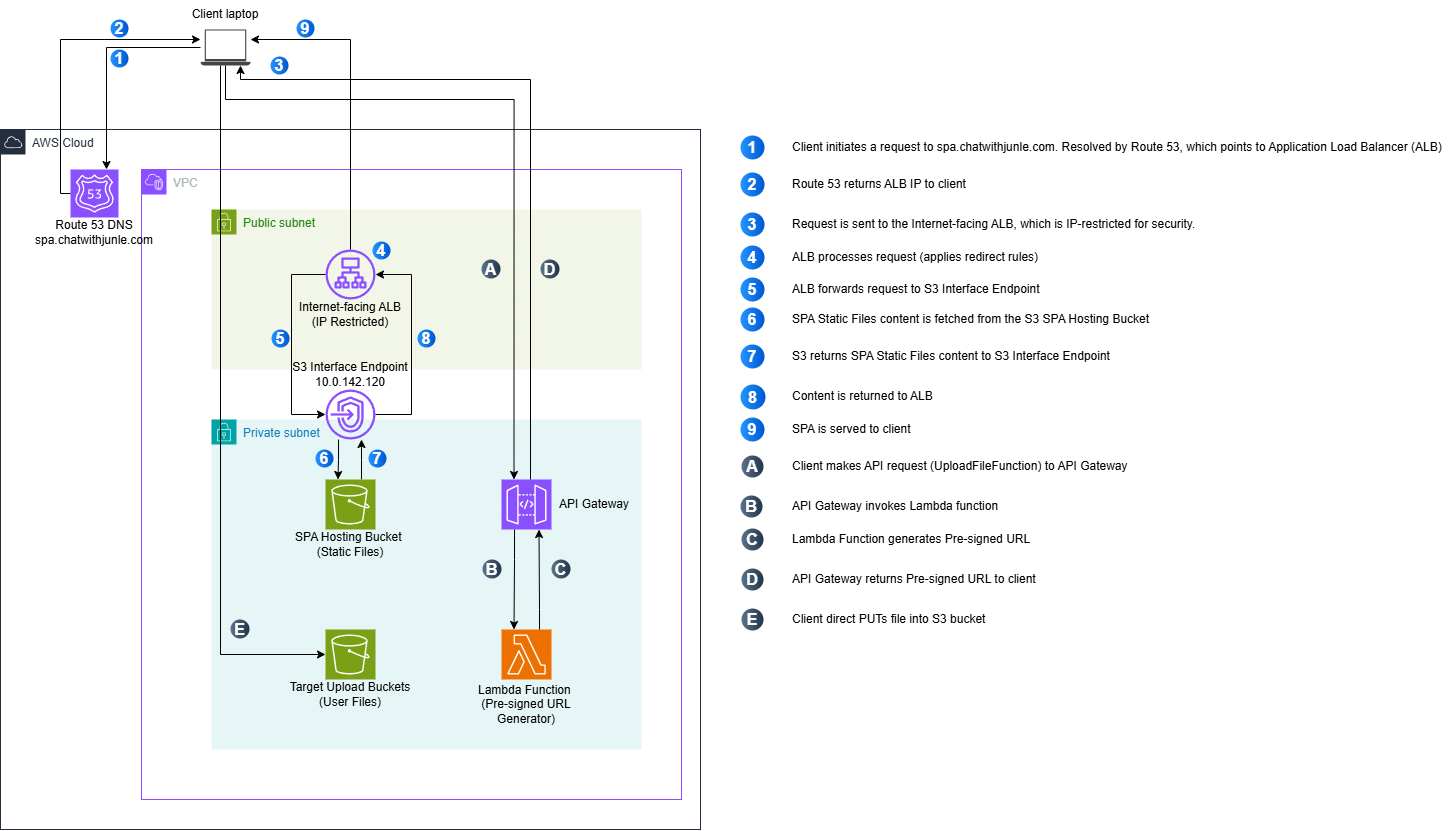 Client laptop
2
9
1
3
AWS Cloud
VPC
53
Route 53 DNS
spa.chatwithjunle.com
Public subnet
4
A
D
Internet-facing ALB
(IP Restricted)
5
8
S3 Interface Endpoint
10.0.142.120
Private subnet
6
7
</>
API Gateway
SPA Hosting Bucket
(Static Files)
B
C
E
Target Upload Buckets
(User Files)
Lambda Function
(Pre-signed URL
Generator)
1 Client initiates a request to spa.chatwithjunle.com. Resolved by Route 53, which points to Application Load Balancer (ALB)
2 Route 53 returns ALB IP to client
3 Request is sent to the Internet-facing ALB, which is IP-restricted for security.
4 ALB processes request (applies redirect rules)
5 ALB forwards request to S3 Interface Endpoint
6 SPA Static Files content is fetched from the S3 SPA Hosting Bucket
7 S3 returns SPA Static Files content to S3 Interface Endpoint
8 Content is returned to ALB
9 SPA is served to client
A Client makes API request (UploadFileFunction) to API Gateway
B API Gateway invokes Lambda function
C Lambda Function generates Pre-signed URL
D API Gateway returns Pre-signed URL to client
E Client direct PUTs file into S3 bucket